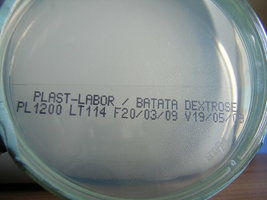 PLAST-LABOR / BATATA DEXTROSE
PL1200 LT114 F20/03/09 V19/05/09